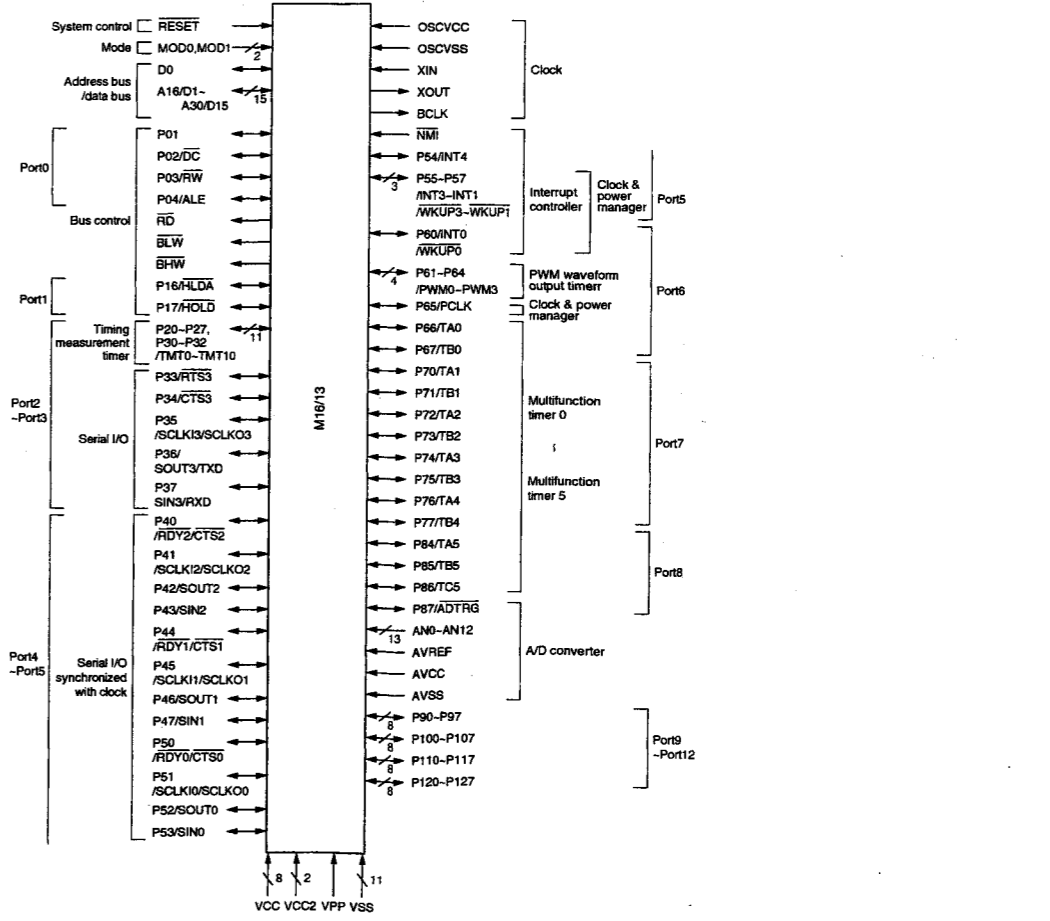 System control
RESET
Mode
MOD0,MOD1
2
Address bus
/data bus
D0
A16/D1~
A30/D15
15
Port0
Bus control
P01
P02/DC
P03/RW
P04/ALE
RD
BLW
BHW
Port1
P16/HLDA
P17/HOLD
Port2
~Port3
Timing
measurement
timer
P20~P27,
P30~P32
/TMT0~TMT10
11
Serial I/O
P33/RTS3
P34/CTS3
P35
/SCLKI3/SCLKO3
P36/
SOUT3/TXD
P37
SIN3/RXD
Port4
~Port5
Serial I/O
synchronized
with clock
P40
/RDY2/CTS2
P41
/SCLKI2/SCLKO2
P42/SOUT2
P43/SIN2
P44
/RDY1/CTS1
P45
/SCLKI1/SCLKO1
P46/SOUT1
P47/SIN1
P50
/RDY0/CTS0
P51
/SCLKI0/SCLKO0
P52/SOUT0
P53/SIN0
M16/13
OSCVCC
OSCVSS
XIN
XOUT
BCLK
Clock
NMI
P54/INT4
P55~P57
3
/INT3~INT1
/WKUP3~WKUP1
P60/INT0
/WKUP0
Interrupt
controller
Clock &
power
manager
Port5
P61~P64
4
/PWM0~PWM3
PWM waveform
output timerr
P65/PCLK
Clock & power
manager
Port6
P66/TA0
P67/TB0
P70/TA1
P71/TB1
P72/TA2
P73/TB2
P74/TA3
P75/TB3
P76/TA4
P77/TB4
P84/TA5
P85/TB5
P86/TC5
Multifunction
timer 0
~
Multifunction
timer 5
Port7
Port8
P87/ADTRG
AN0~AN12
13
AVREF
AVCC
AVSS
A/D converter
P90~P97
8
P100~P107
8
P110~P117
8
P120~P127
8
Port9
~Port12
8
2
11
VCC VCC2 VPP VSS